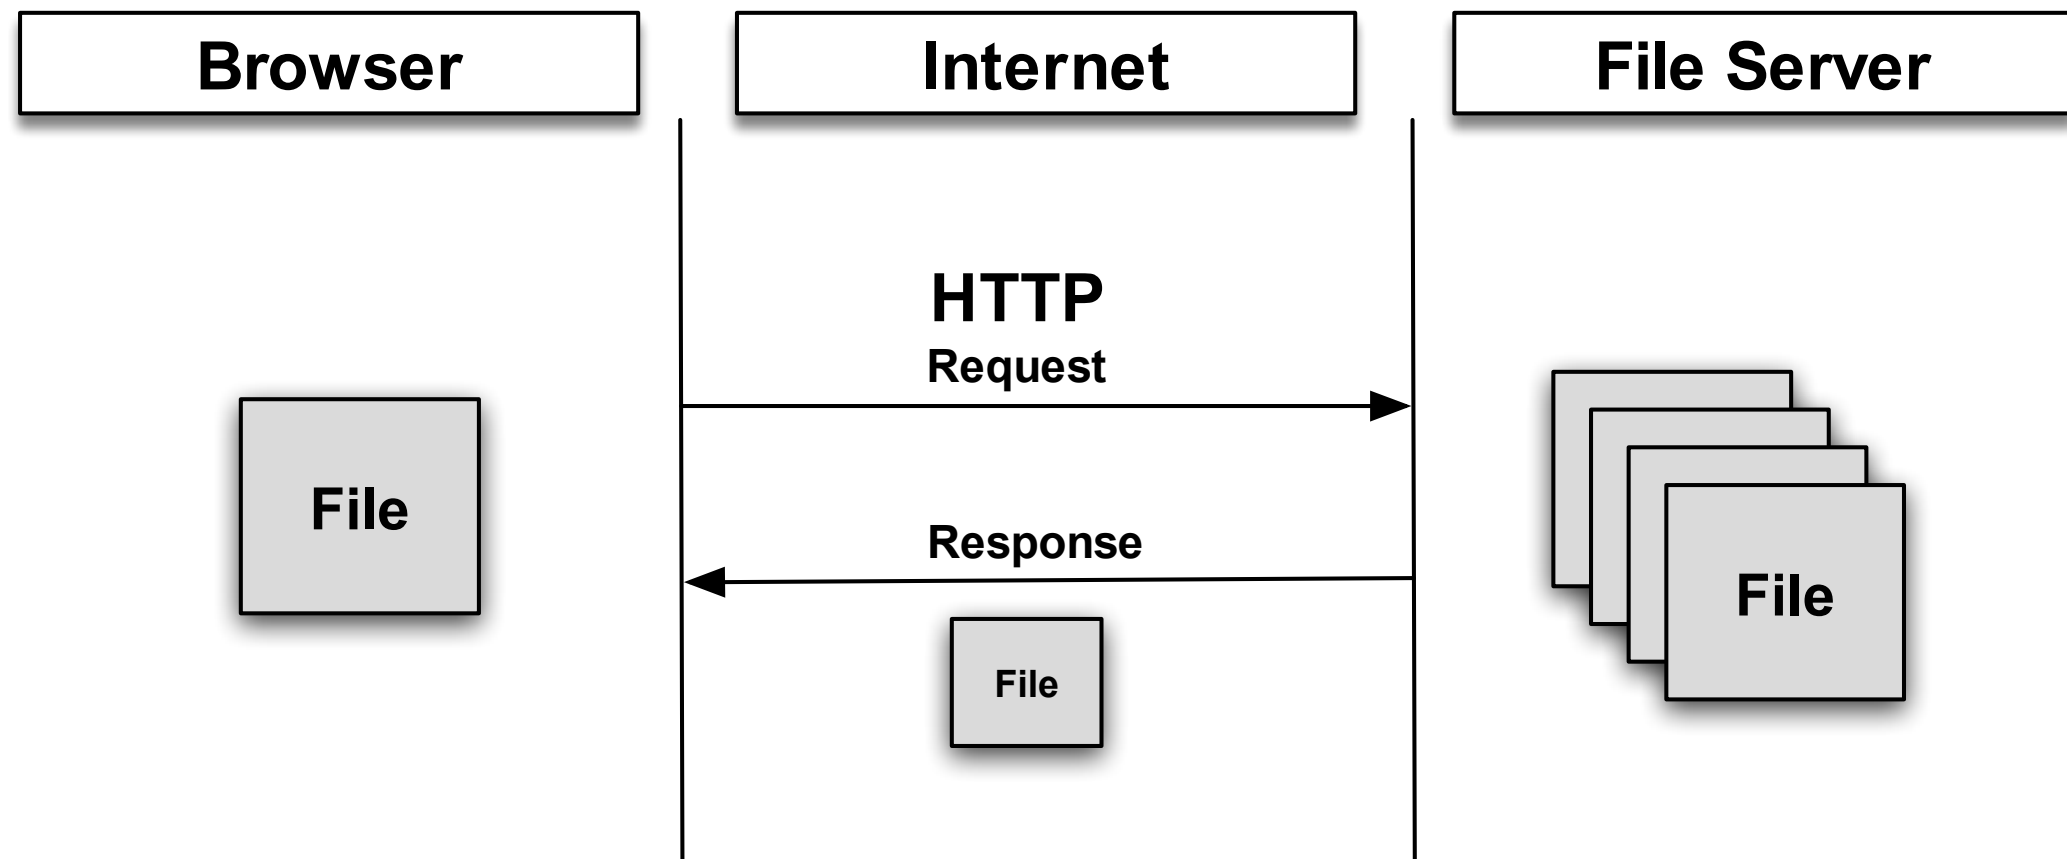 Browser
Internet
File Server
HTTP
Request
File
Response
File
File